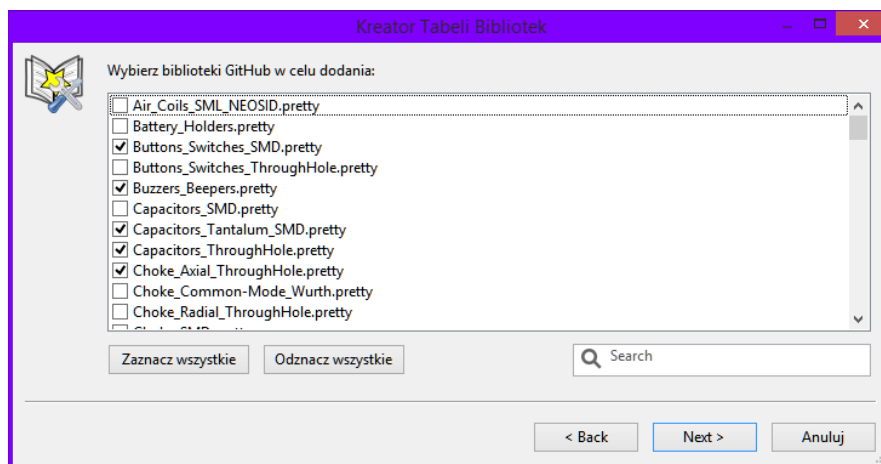 Kreator Tabeli Bibliotek
Wybierz biblioteki GitHub w celu dodania:
Air_Coils_SML_NEOSID.pretty
Battery_Holders.pretty
Buttons_Switches_SMD.pretty
Buttons_Switches_ThroughHole.pretty
Buzzers_Beepers.pretty
Capacitors_SMD.pretty
Capacitors_Tantalum_SMD.pretty
Capacitors_ThroughHole.pretty
Choke_Axial_ThroughHole.pretty
Choke_Common-Mode_Wurth.pretty
Choke_Radial_ThroughHole.pretty
Zaznacz wszystkie Odznacz wszystkie Search
< Back Next > Anuluj